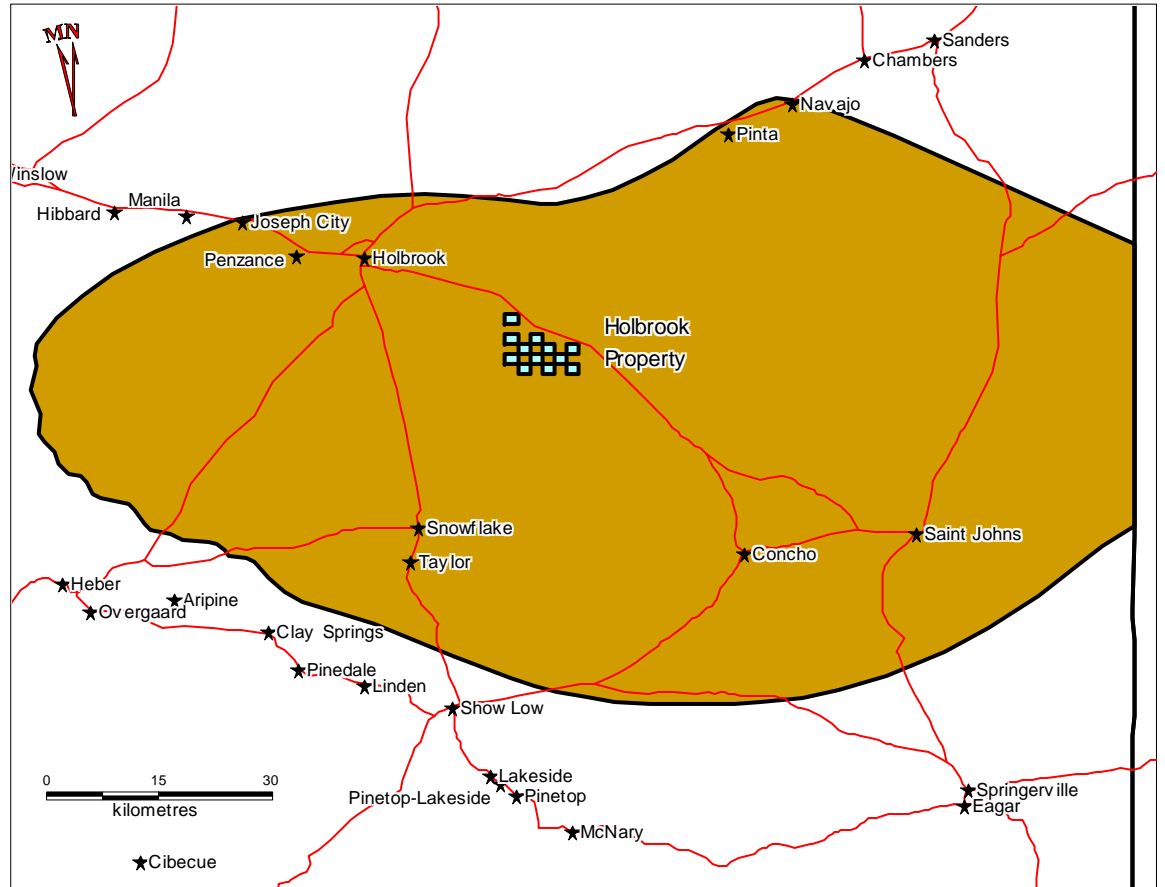 MN
Sanders
Chambers
Navajo
Pinta
Winslow
Manila
Hibbard
Joseph City
Penzance
Holbrook
Holbrook
Property
Snowflake
Saint Johns
Concho
Taylor
Heber
Aripine
Overgaard
Clay Springs
Pinedale
Linden
Show Low
0 15 30
kilometres
Lakeside
Pinetop-Lakeside
Pinetop
Springerville
Eagar
McNary
Cibecue